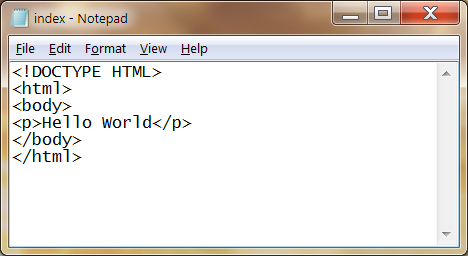 index - Notepad
File Edit Format View Help
<!DOCTYPE HTML>
<html>
<body>
<p>Hello World</p>
</body>
</html>